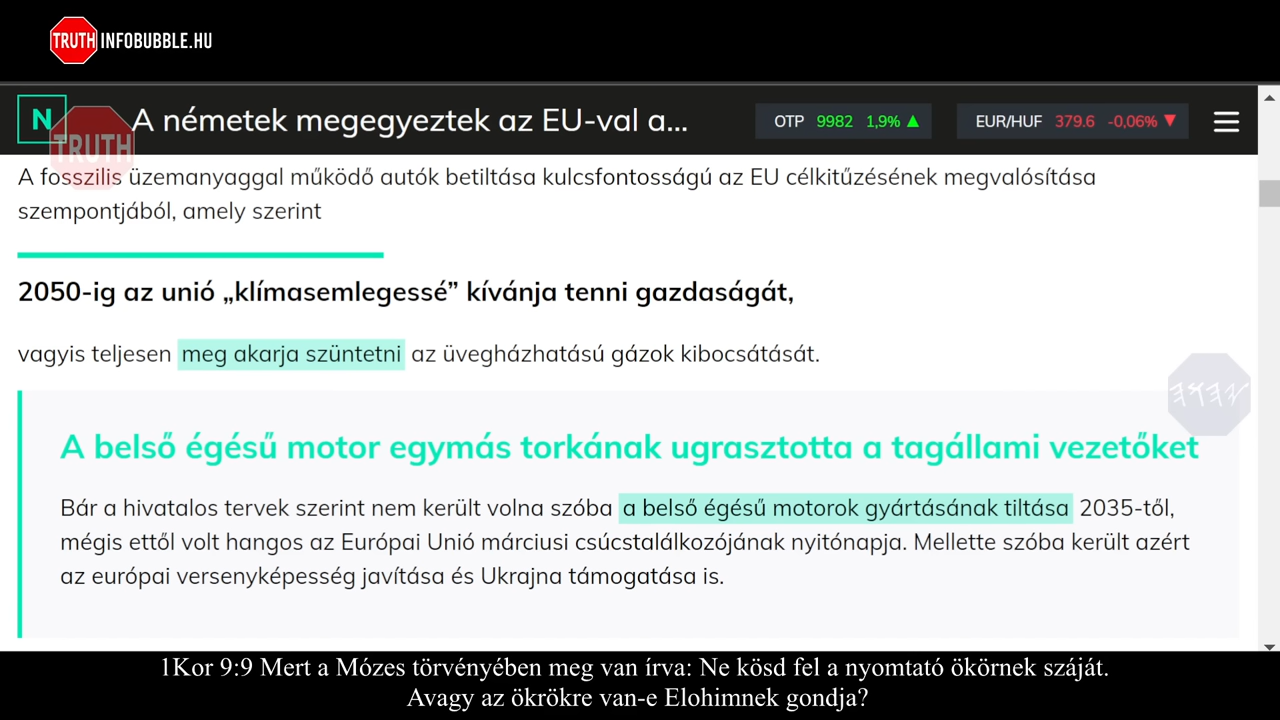 TRUTH INFOBUBBLE.HU
N A németek megegyeztek az EU-val a... OTP 9982 1,9% ▲ EUR/HUF 379.6 -0,06% ▼
TRUTH
A fosszilis üzemanyaggal működő autók betiltása kulcsfontosságú az EU célkitűzésének megvalósítása
szempontjából, amely szerint
2050-ig az unió „klímasemlegessé” kívánja tenni gazdaságát,
vagyis teljesen meg akarja szüntetni az üvegházhatású gázok kibocsátását.
A belső égésű motor egymás torkának ugrasztotta a tagállami vezetőket
Bár a hivatalos tervek szerint nem került volna szóba a belső égésű motorok gyártásának tiltása 2035-től,
mégis ettől volt hangos az Európai Unió márciusi csúcstalálkozójának nyitónapja. Mellette szóba került azért
az európai versenyképesség javítása és Ukrajna támogatása is.
1Kor 9:9 Mert a Mózes törvényében meg van írva: Ne kösd fel a nyomtató ökörnek száját.
Avagy az ökrökre van-e Elohimnek gondja?